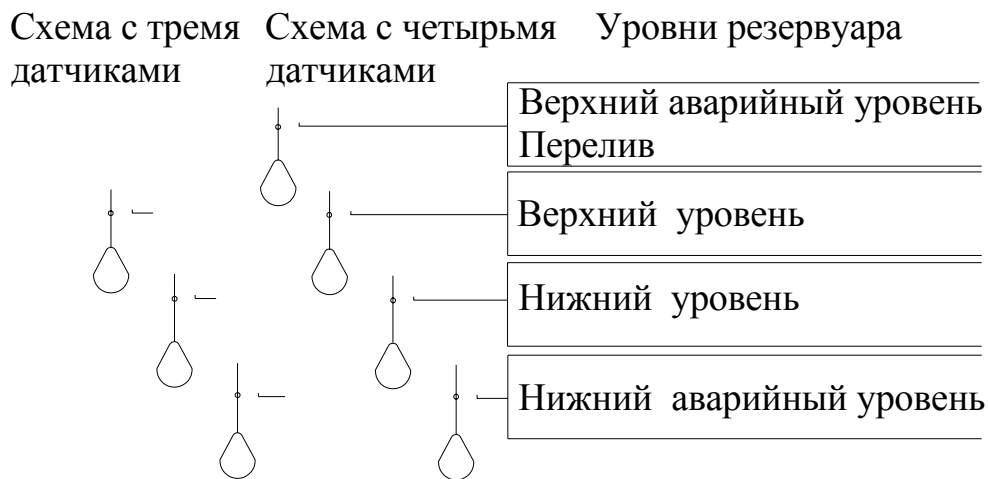 Схема с тремя датчиками
Схема с четырьмя датчиками
Уровни резервуара
Верхний аварийный уровень
Перелив
Верхний уровень
Нижний уровень
Нижний аварийный уровень